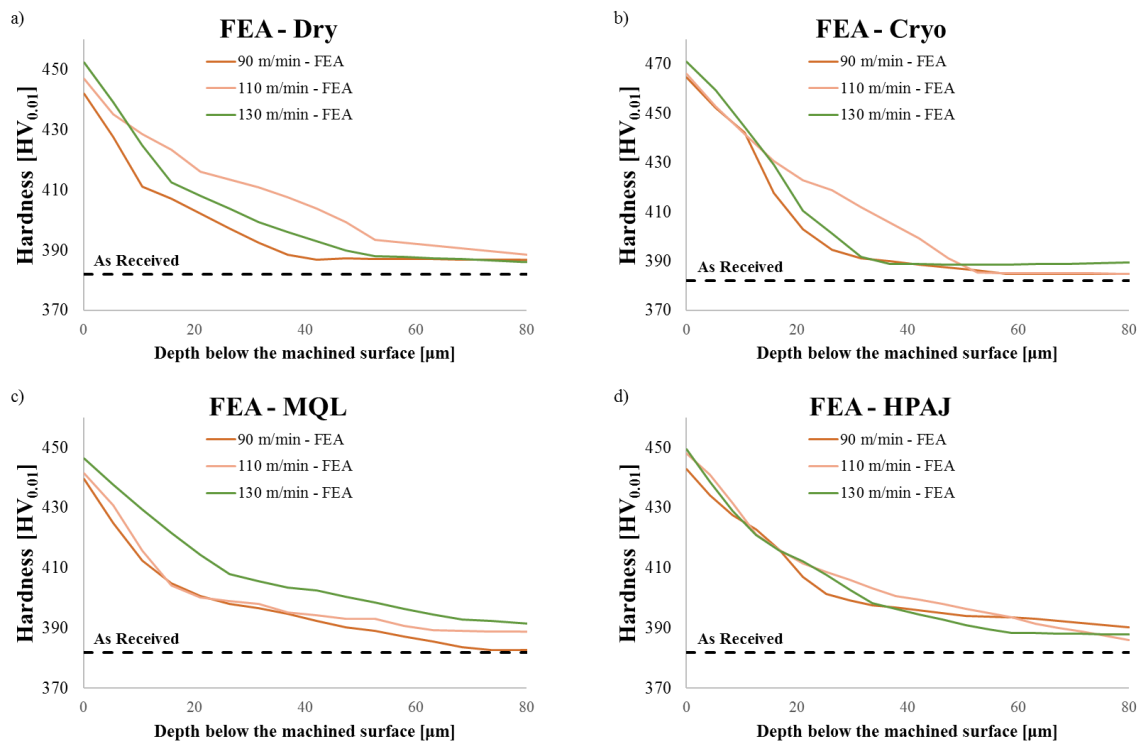 a)
FEA - Dry
90 m/min - FEA
110 m/min - FEA
130 m/min - FEA
Hardness [HV0.01]
450
430
410
390
370
As Received
0 20 40 60 80
Depth below the machined surface [µm]
b)
FEA - Cryo
90 m/min - FEA
110 m/min - FEA
130 m/min - FEA
Hardness [HV0.01]
470
450
430
410
390
370
As Received
0 20 40 60 80
Depth below the machined surface [µm]
c)
FEA - MQL
90 m/min - FEA
110 m/min - FEA
130 m/min - FEA
Hardness [HV0.01]
450
430
410
390
370
As Received
0 20 40 60 80
Depth below the machined surface [µm]
d)
FEA - HPAJ
90 m/min - FEA
110 m/min - FEA
130 m/min - FEA
Hardness [HV0.01]
450
430
410
390
370
As Received
0 20 40 60 80
Depth below the machined surface [µm]